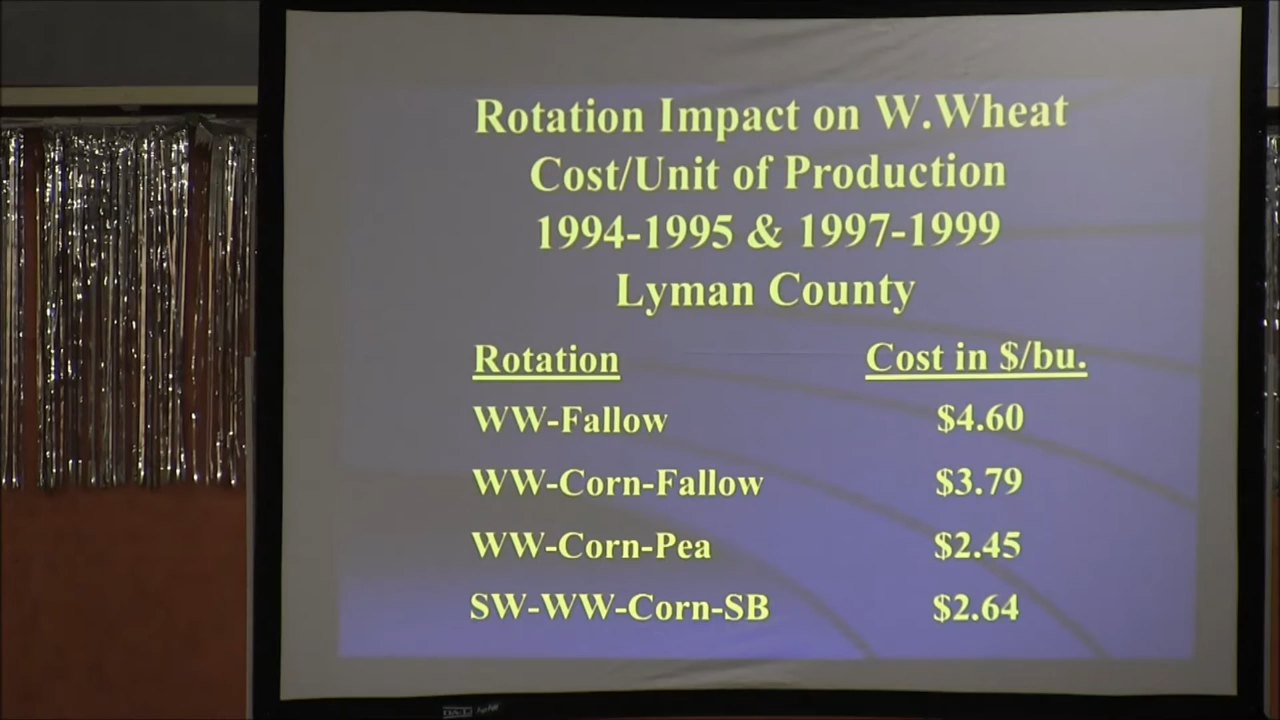 Rotation Impact on W.Wheat
Cost/Unit of Production
1994-1995 & 1997-1999
Lyman County
Rotation Cost in $/bu.
WW-Fallow $4.60
WW-Corn-Fallow $3.79
WW-Corn-Pea $2.45
SW-WW-Corn-SB $2.64